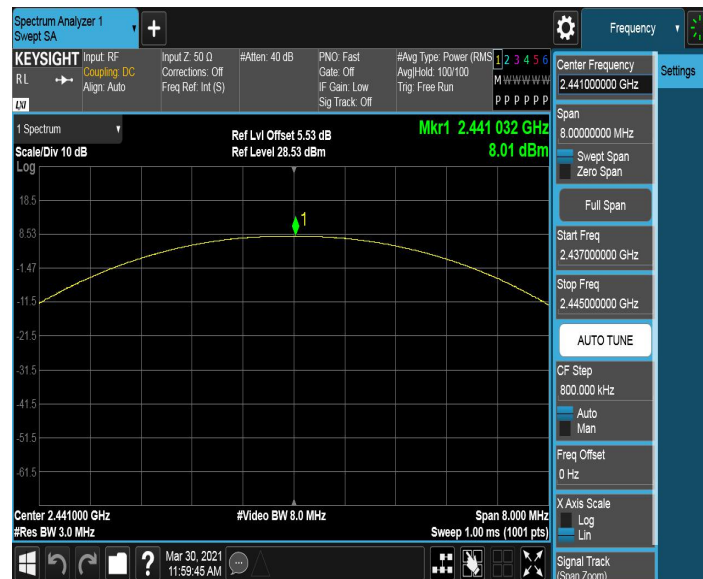 Spectrum Analyzer 1
Swept SA
Frequency
KEYSIGHT
RL
LXI
Input: RF
Coupling: DC
Align: Auto
Input Z: 50 Ω
Corrections: Off
Freq Ref: Int (S)
#Atten: 40 dB
PNO: Fast
Gate: Off
IF Gain: Low
Sig Track: Off
#Avg Type: Power (RMS
Avg|Hold: 100/100
Trig: Free Run
1 2 3 4 5 6
M W W W W W
P P P P P P
1 Spectrum
Scale/Div 10 dB
Log
Ref Lvl Offset 5.53 dB
Ref Level 28.53 dBm
Mkr1 2.441 032 GHz
8.01 dBm
1
18.5
8.53
-1.47
-11.5
-21.5
-31.5
-41.5
-51.5
-61.5
Center 2.441000 GHz
#Res BW 3.0 MHz
#Video BW 8.0 MHz
Span 8.000 MHz
Sweep 1.00 ms (1001 pts)
?
Mar 30, 2021
11:59:45 AM
Center Frequency
2.441000000 GHz
Settings
Span
8.00000000 MHz
Swept Span
Zero Span
Full Span
Start Freq
2.437000000 GHz
Stop Freq
2.445000000 GHz
AUTO TUNE
CF Step
800.000 kHz
Auto
Man
Freq Offset
0 Hz
X Axis Scale
Log
Lin
Signal Track
(Span Zoom)